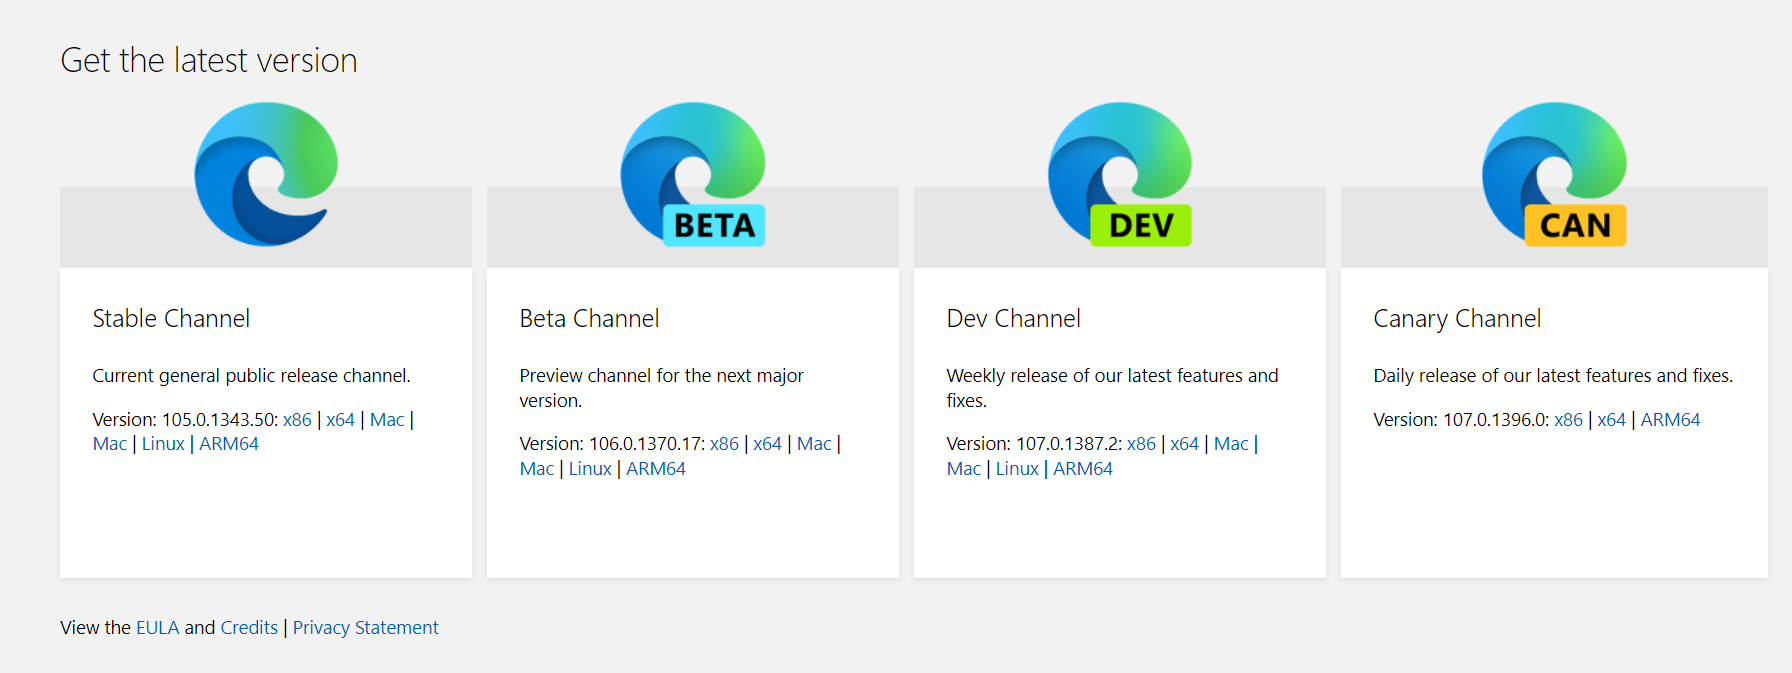 Get the latest version
BETA
DEV
CAN
Stable Channel
Current general public release channel.
Version: 105.0.1343.50: x86 | x64 | Mac |
Mac | Linux | ARM64
Beta Channel
Preview channel for the next major
version.
Version: 106.0.1370.17: x86 | x64 | Mac |
Mac | Linux | ARM64
Dev Channel
Weekly release of our latest features and
fixes.
Version: 107.0.1387.2: x86 | x64 | Mac |
Mac | Linux | ARM64
Canary Channel
Daily release of our latest features and fixes.
Version: 107.0.1396.0: x86 | x64 | ARM64
View the EULA and Credits | Privacy Statement